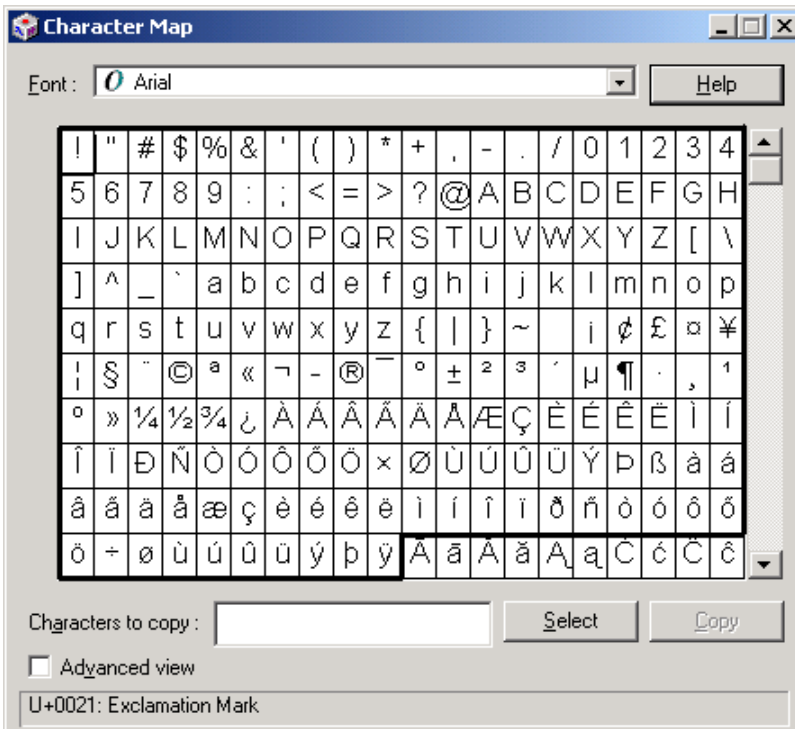 Character Map
Font : O Arial Help
! " # $ % & ' ( ) * + , - . / 0 1 2 3 4
5 6 7 8 9 : ; < = > ? @ A B C D E F G H
I J K L M N O P Q R S T U V W X Y Z [ \
] ^ _ ` a b c d e f g h i j k l m n o p
q r s t u v w x y z { | } ~ ¡ ¢ £ ¤ ¥
¦ § ¨ © ª « ¬ - ® ¯ ° ± ² ³ ´ µ ¶ · ¸ ¹
º » ¼ ½ ¾ ¿ À Á Â Ã Ä Å Æ Ç È É Ê Ë Ì Í
Î Ï Ð Ñ Ò Ó Ô Õ Ö × Ø Ù Ú Û Ü Ý Þ ß à á
â ã ä å æ ç è é ê ë ì í î ï ð ñ ò ó ô õ
ö ÷ ø ù ú û ü ý þ ÿ Ā ā Ă ă Ą ą Ć ć Ĉ ĉ
Characters to copy : Select Copy
Advanced view
U+0021: Exclamation Mark